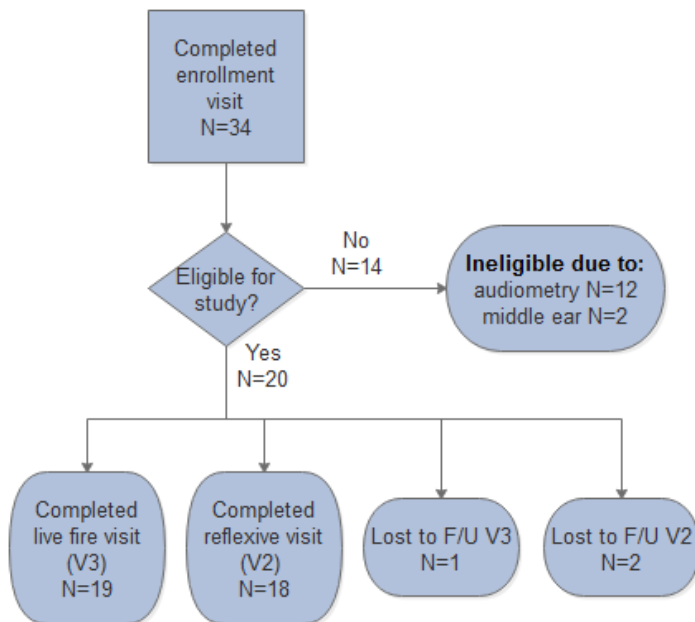 Completed
enrollment
visit
N=34
Eligible for
study?
No
N=14
Ineligible due to:
audiometry N=12
middle ear N=2
Yes
N=20
Completed
live fire visit
(V3)
N=19
Completed
reflexive visit
(V2)
N=18
Lost to F/U V3
N=1
Lost to F/U V2
N=2